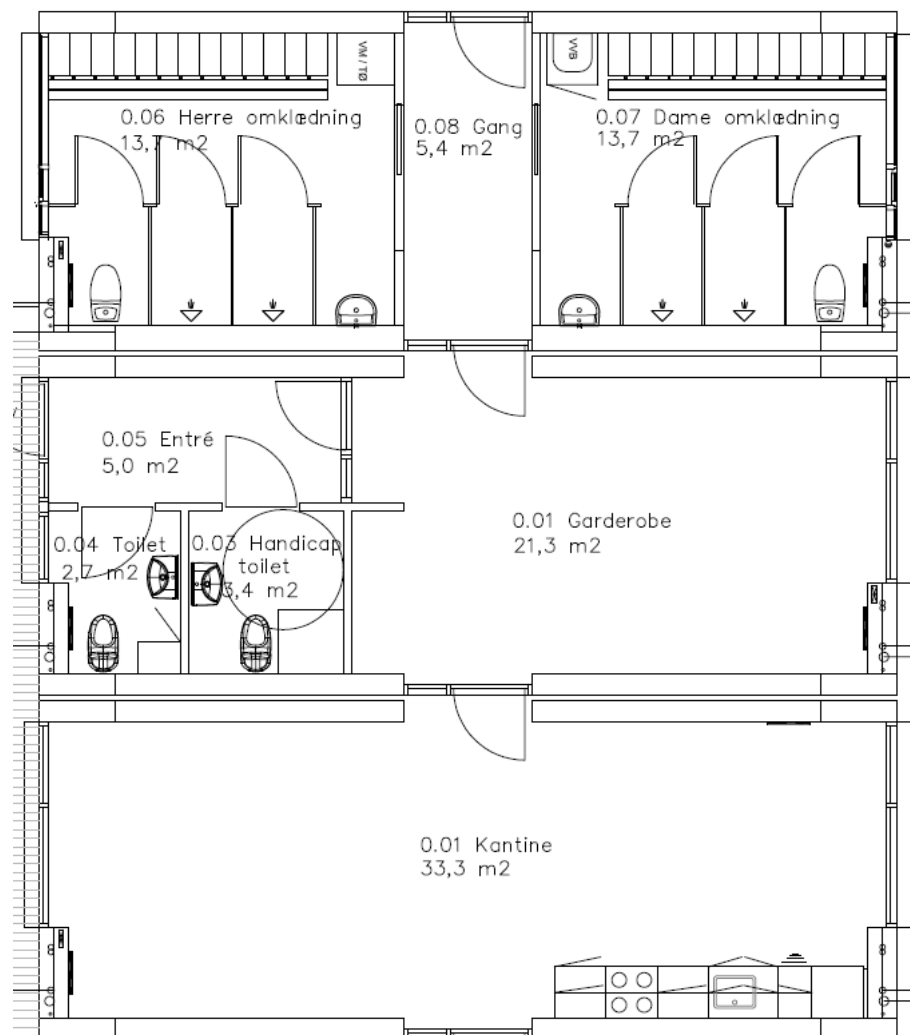 VM / TØ
VVB
0.06 Herre omklædning
13,7 m2
0.08 Gang
5,4 m2
0.07 Dame omklædning
13,7 m2
0.05 Entré
5,0 m2
0.04 Toilet
2,7 m2
0.03 Handicap
toilet
3,4 m2
0.01 Garderobe
21,3 m2
0.01 Kantine
33,3 m2